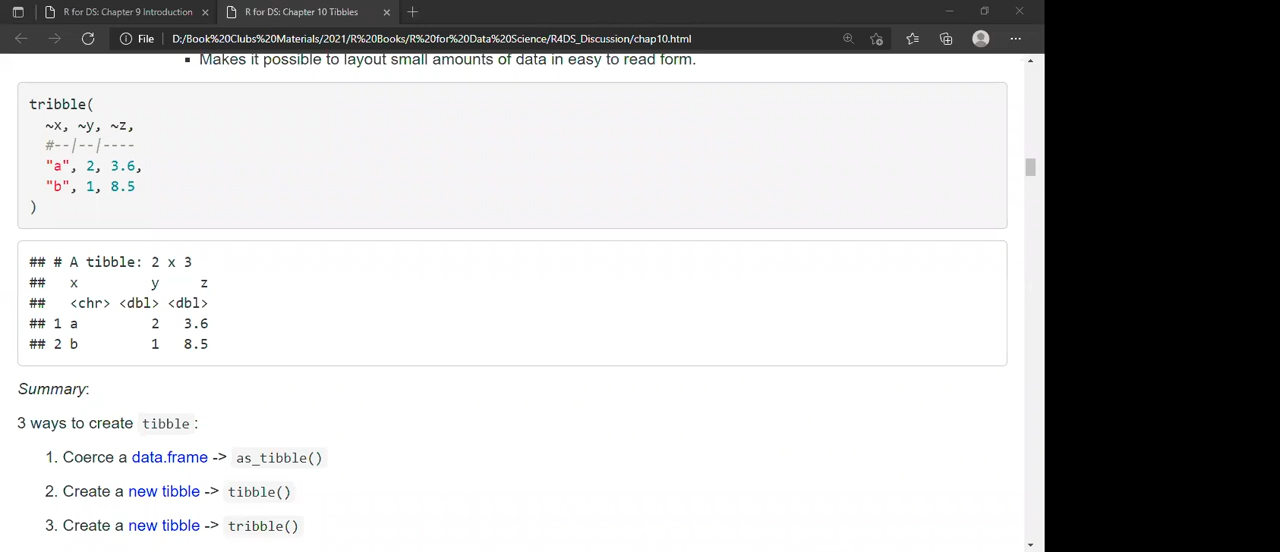 R for DS: Chapter 9 Introduction
R for DS: Chapter 10 Tibbles
File D:/Book%20Clubs%20Materials/2021/R%20Books/R%20for%20Data%20Science/R4DS_Discussion/chap10.html
▪ Makes it possible to layout small amounts of data in easy to read form.
tribble(
~x, ~y, ~z,
#--/--/----
"a", 2, 3.6,
"b", 1, 8.5
)
## # A tibble: 2 x 3
##   x         y     z
##   <chr> <dbl> <dbl>
## 1 a         2   3.6
## 2 b         1   8.5
Summary:
3 ways to create tibble :
1. Coerce a data.frame -> as_tibble()
2. Create a new tibble -> tibble()
3. Create a new tibble -> tribble()